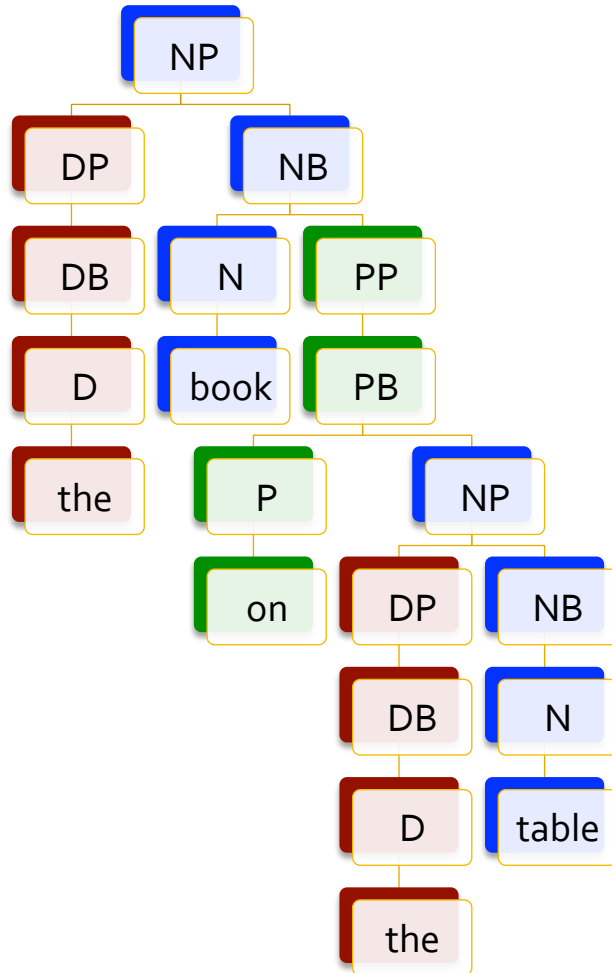 NP
DP NB
DB N PP
D book PB
the P NP
on DP NB
DB N
D table
the